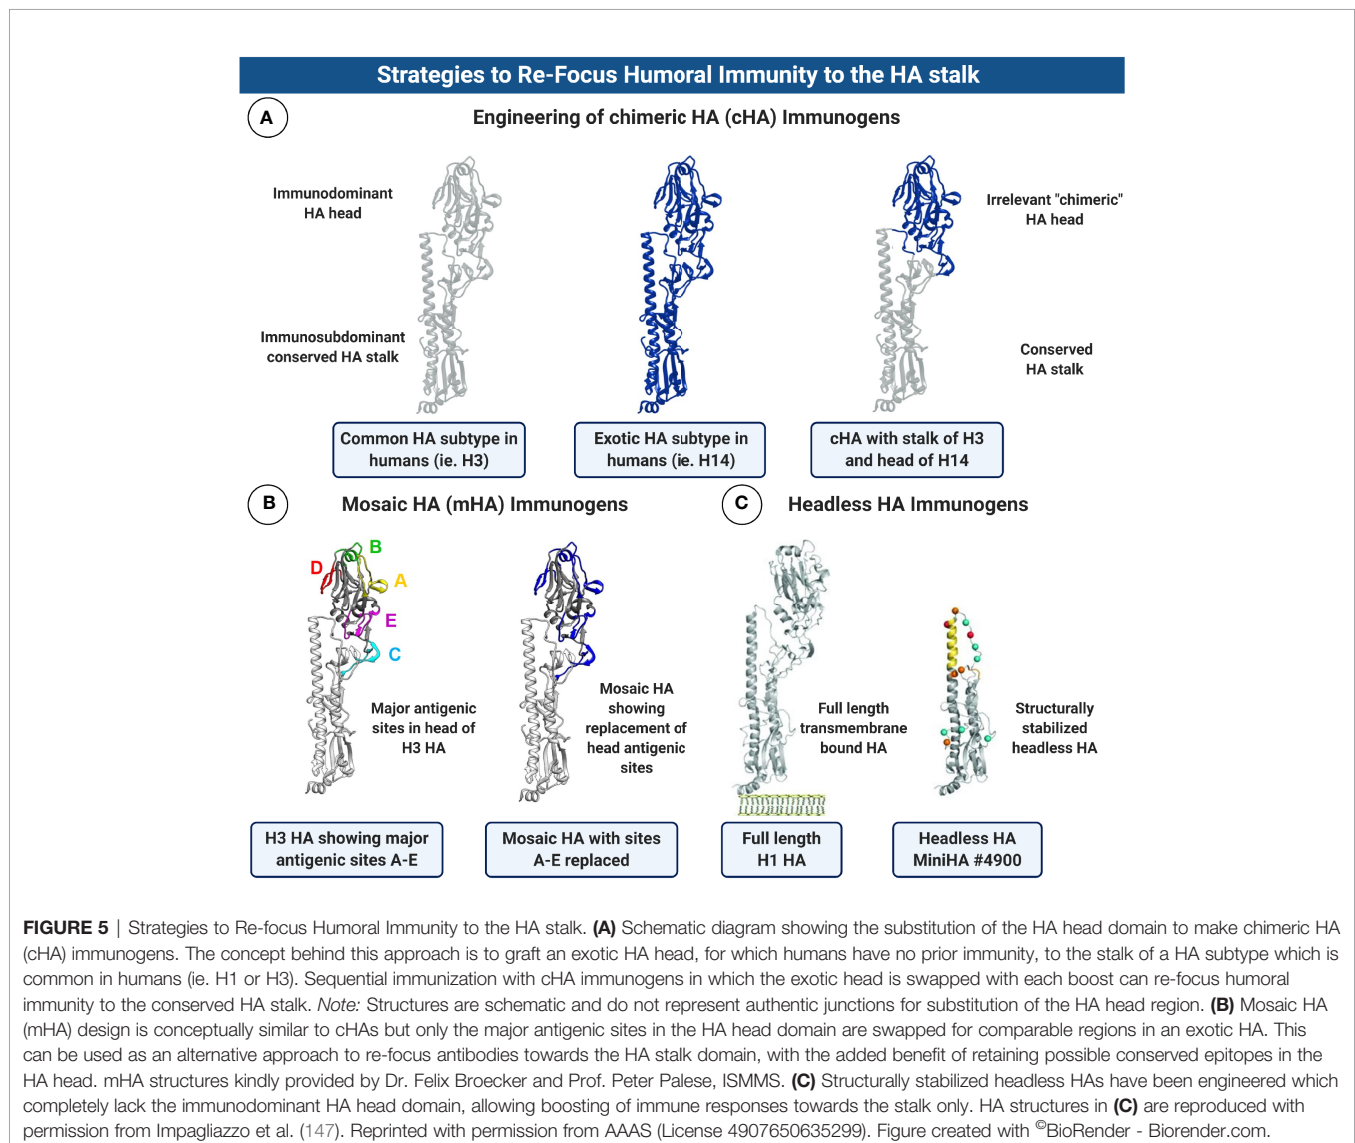 Strategies to Re-Focus Humoral Immunity to the HA stalk
A
Engineering of chimeric HA (cHA) Immunogens
Immunodominant
HA head
Irrelevant "chimeric"
HA head
Immunosubdominant
conserved HA stalk
Conserved
HA stalk
Common HA subtype in
humans (ie. H3)
Exotic HA subtype in
humans (ie. H14)
cHA with stalk of H3
and head of H14
B
Mosaic HA (mHA) Immunogens
B
D
A
E
C
Major antigenic
sites in head of
H3 HA
Mosaic HA
showing
replacement of
head antigenic
sites
H3 HA showing major
antigenic sites A-E
Mosaic HA with sites
A-E replaced
C
Headless HA Immunogens
Full length
transmembrane
bound HA
Structurally
stabilized
headless HA
Full length
H1 HA
Headless HA
MiniHA #4900
FIGURE 5 | Strategies to Re-focus Humoral Immunity to the HA stalk. (A) Schematic diagram showing the substitution of the HA head domain to make chimeric HA
(cHA) immunogens. The concept behind this approach is to graft an exotic HA head, for which humans have no prior immunity, to the stalk of a HA subtype which is
common in humans (ie. H1 or H3). Sequential immunization with cHA immunogens in which the exotic head is swapped with each boost can re-focus humoral
immunity to the conserved HA stalk. Note: Structures are schematic and do not represent authentic junctions for substitution of the HA head region. (B) Mosaic HA
(mHA) design is conceptually similar to cHAs but only the major antigenic sites in the HA head domain are swapped for comparable regions in an exotic HA. This
can be used as an alternative approach to re-focus antibodies towards the HA stalk domain, with the added benefit of retaining possible conserved epitopes in the
HA head. mHA structures kindly provided by Dr. Felix Broecker and Prof. Peter Palese, ISMMS. (C) Structurally stabilized headless HAs have been engineered which
completely lack the immunodominant HA head domain, allowing boosting of immune responses towards the stalk only. HA structures in (C) are reproduced with
permission from Impagliazzo et al. (147). Reprinted with permission from AAAS (License 4907650635299). Figure created with ©BioRender - Biorender.com.